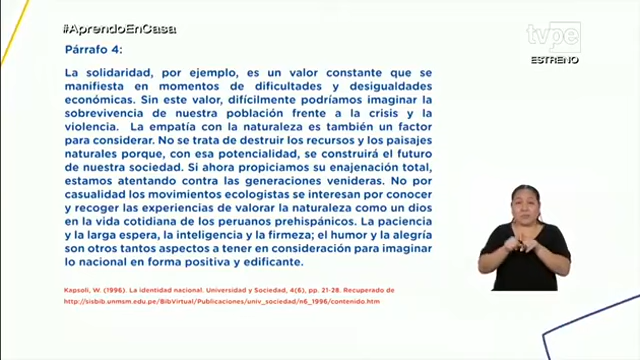 #AprendoEnCasa
tvpe
ESTRENO
Párrafo 4:
La solidaridad, por ejemplo, es un valor constante que se
manifiesta en momentos de dificultades y desigualdades
económicas. Sin este valor, difícilmente podríamos imaginar la
sobrevivencia de nuestra población frente a la crisis y la
violencia. La empatía con la naturaleza es también un factor
para considerar. No se trata de destruir los recursos y los paisajes
naturales porque, con esa potencialidad, se construirá el futuro
de nuestra sociedad. Si ahora propiciamos su enajenación total,
estamos atentando contra las generaciones venideras. No por
casualidad los movimientos ecologistas se interesan por conocer
y recoger las experiencias de valorar la naturaleza como un dios
en la vida cotidiana de los peruanos prehispánicos. La paciencia
y la larga espera, la inteligencia y la firmeza; el humor y la alegría
son otros tantos aspectos a tener en consideración para imaginar
lo nacional en forma positiva y edificante.
Kapsoli, W. (1996). La identidad nacional. Universidad y Sociedad, 4(6), pp. 21-28. Recuperado de
http://sisbib.unmsm.edu.pe/BibVirtual/Publicaciones/univ_sociedad/n6_1996/contenido.htm